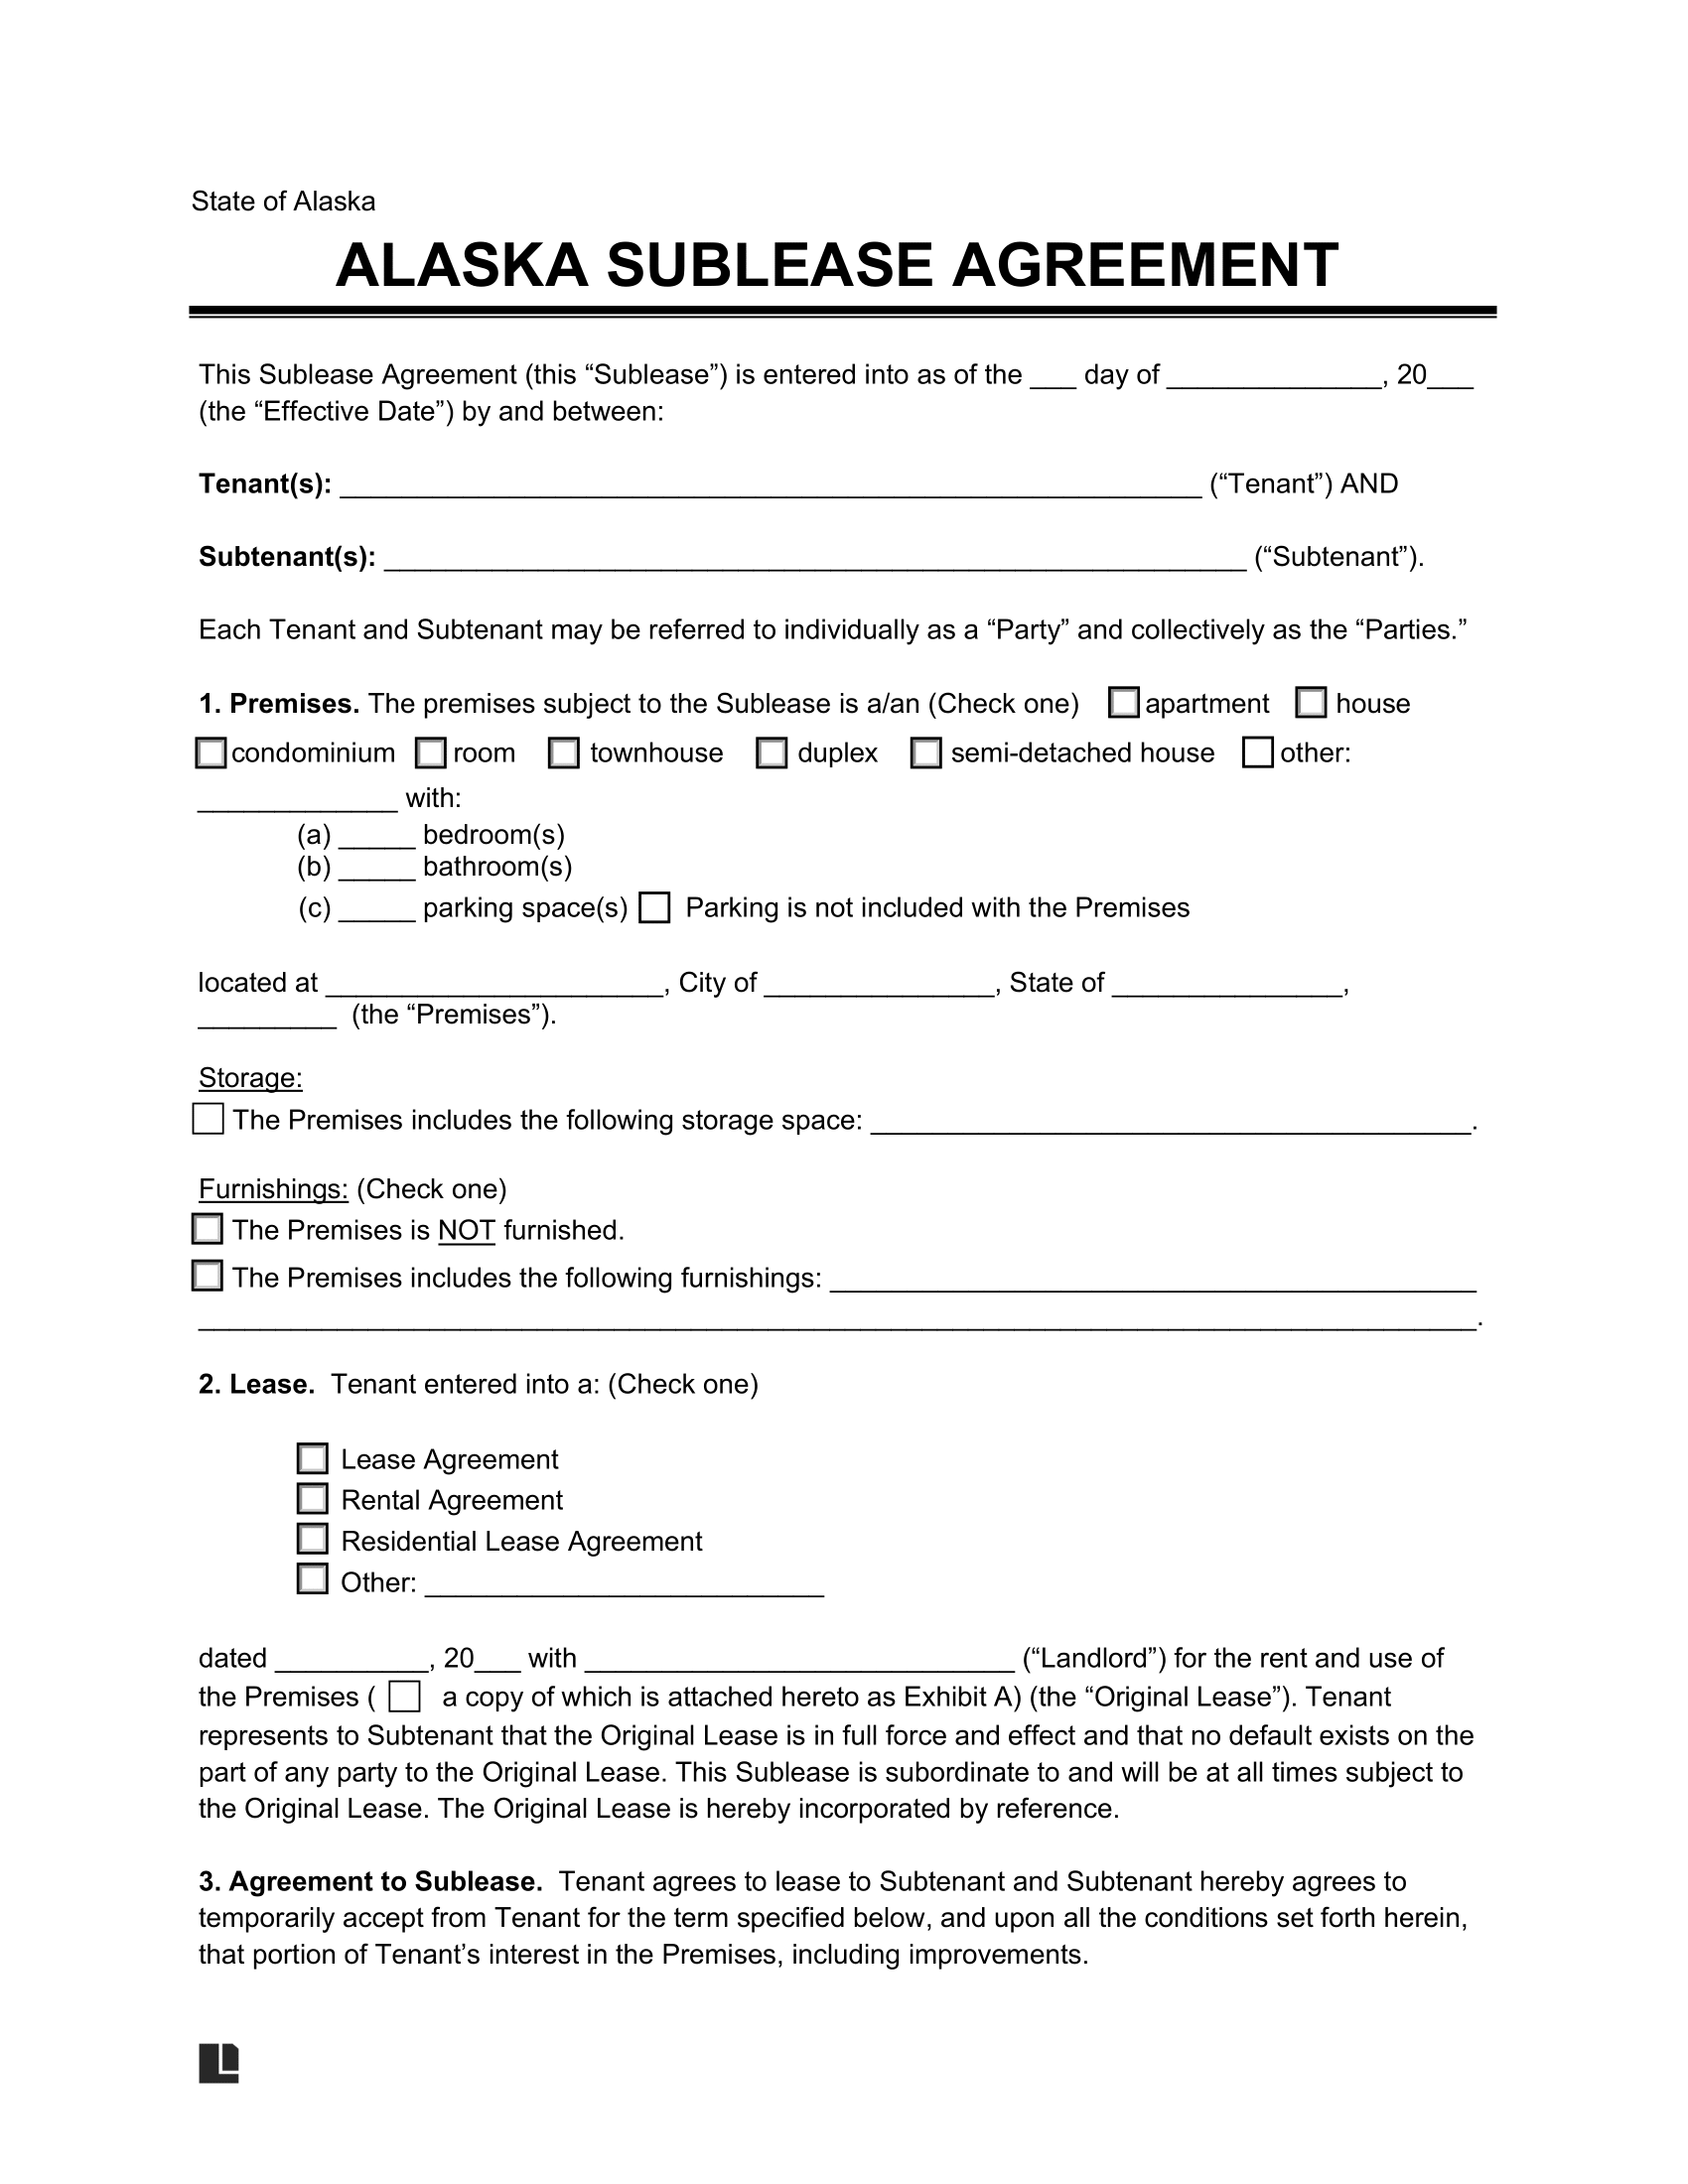 State of Alaska
ALASKA SUBLEASE AGREEMENT
This Sublease Agreement (this “Sublease”) is entered into as of the ___ day of ______________, 20___
(the “Effective Date”) by and between:
Tenant(s): ________________________________________________________ (“Tenant”) AND
Subtenant(s): ________________________________________________________ (“Subtenant”).
Each Tenant and Subtenant may be referred to individually as a “Party” and collectively as the “Parties.”
1. Premises. The premises subject to the Sublease is a/an (Check one) ☐ apartment ☐ house
☐ condominium ☐ room ☐ townhouse ☐ duplex ☐ semi-detached house ☐ other:
_____________ with:
(a) _____ bedroom(s)
(b) _____ bathroom(s)
(c) _____ parking space(s) ☐ Parking is not included with the Premises
located at ______________________, City of _______________, State of _______________,
_________ (the “Premises”).
Storage:
☐ The Premises includes the following storage space: _______________________________________.
Furnishings: (Check one)
☐ The Premises is NOT furnished.
☐ The Premises includes the following furnishings: __________________________________________
___________________________________________________________________________________.
2. Lease. Tenant entered into a: (Check one)
☐ Lease Agreement
☐ Rental Agreement
☐ Residential Lease Agreement
☐ Other: __________________________
dated __________, 20___ with ____________________________ (“Landlord”) for the rent and use of
the Premises ( ☐ a copy of which is attached hereto as Exhibit A) (the “Original Lease”). Tenant
represents to Subtenant that the Original Lease is in full force and effect and that no default exists on the
part of any party to the Original Lease. This Sublease is subordinate to and will be at all times subject to
the Original Lease. The Original Lease is hereby incorporated by reference.
3. Agreement to Sublease. Tenant agrees to lease to Subtenant and Subtenant hereby agrees to
temporarily accept from Tenant for the term specified below, and upon all the conditions set forth herein,
that portion of Tenant’s interest in the Premises, including improvements.